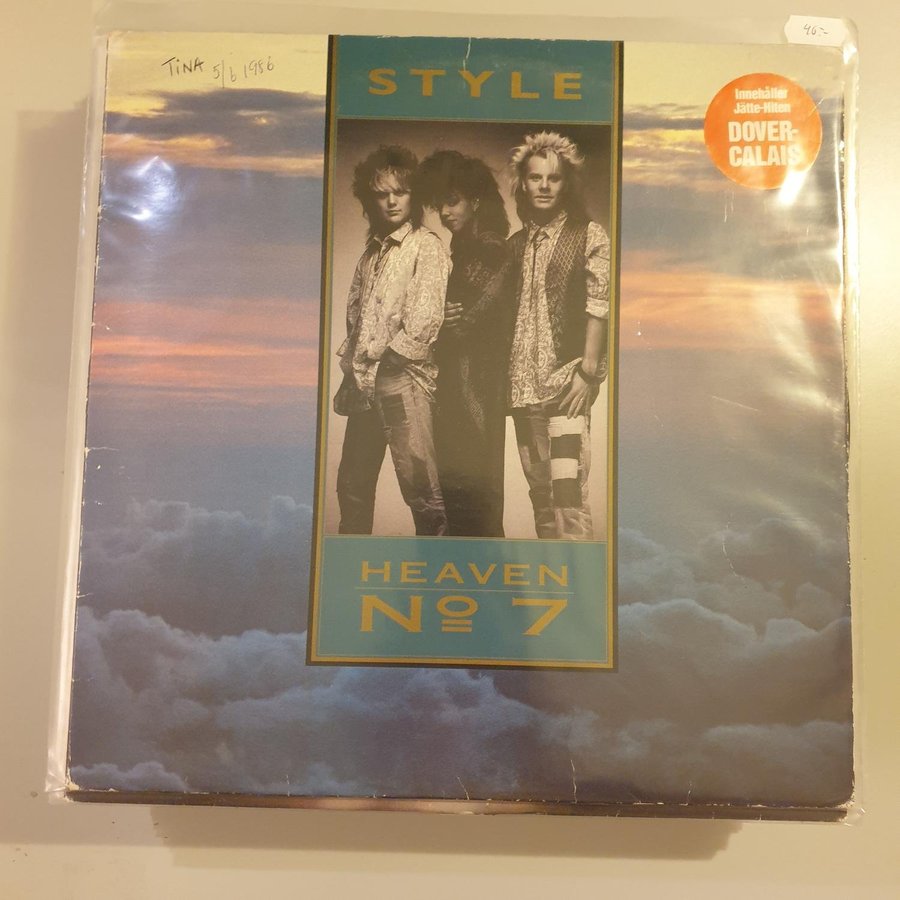 40:-
TiNA 5/6 1986
STYLE
Innehåller
Jätte-Hiten
DOVER-
CALAIS
HEAVEN
Nº 7